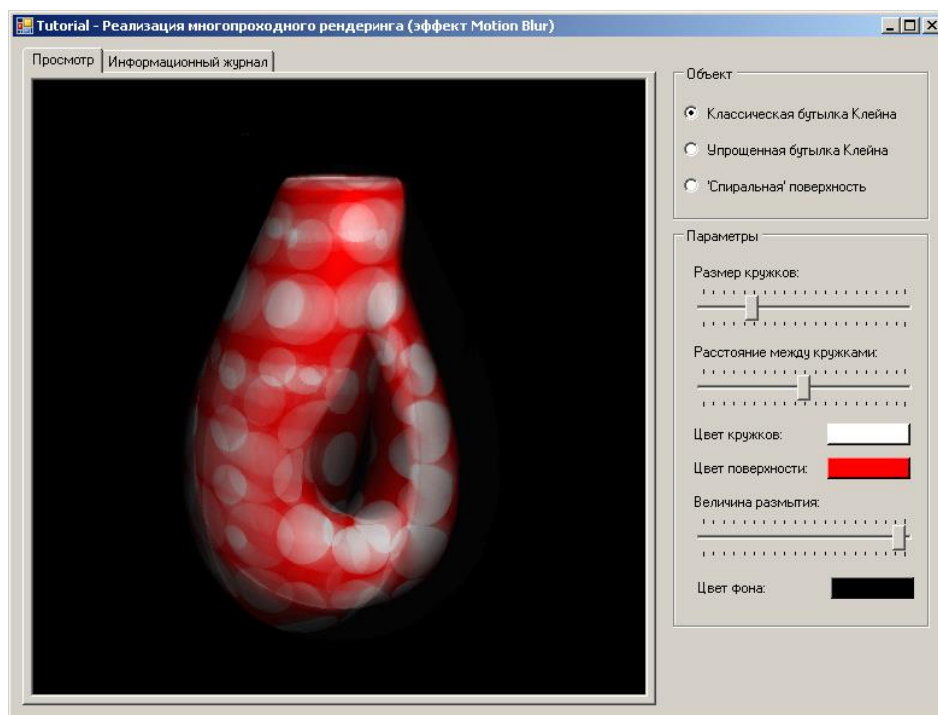 Tutorial - Реализация многопроходного рендеринга (эффект Motion Blur)
Просмотр
Информационный журнал
Объект
Классическая бутылка Клейна
Упрощенная бутылка Клейна
'Спиральная' поверхность
Параметры
Размер кружков:
Расстояние между кружками:
Цвет кружков:
Цвет поверхности:
Величина размытия:
Цвет фона: